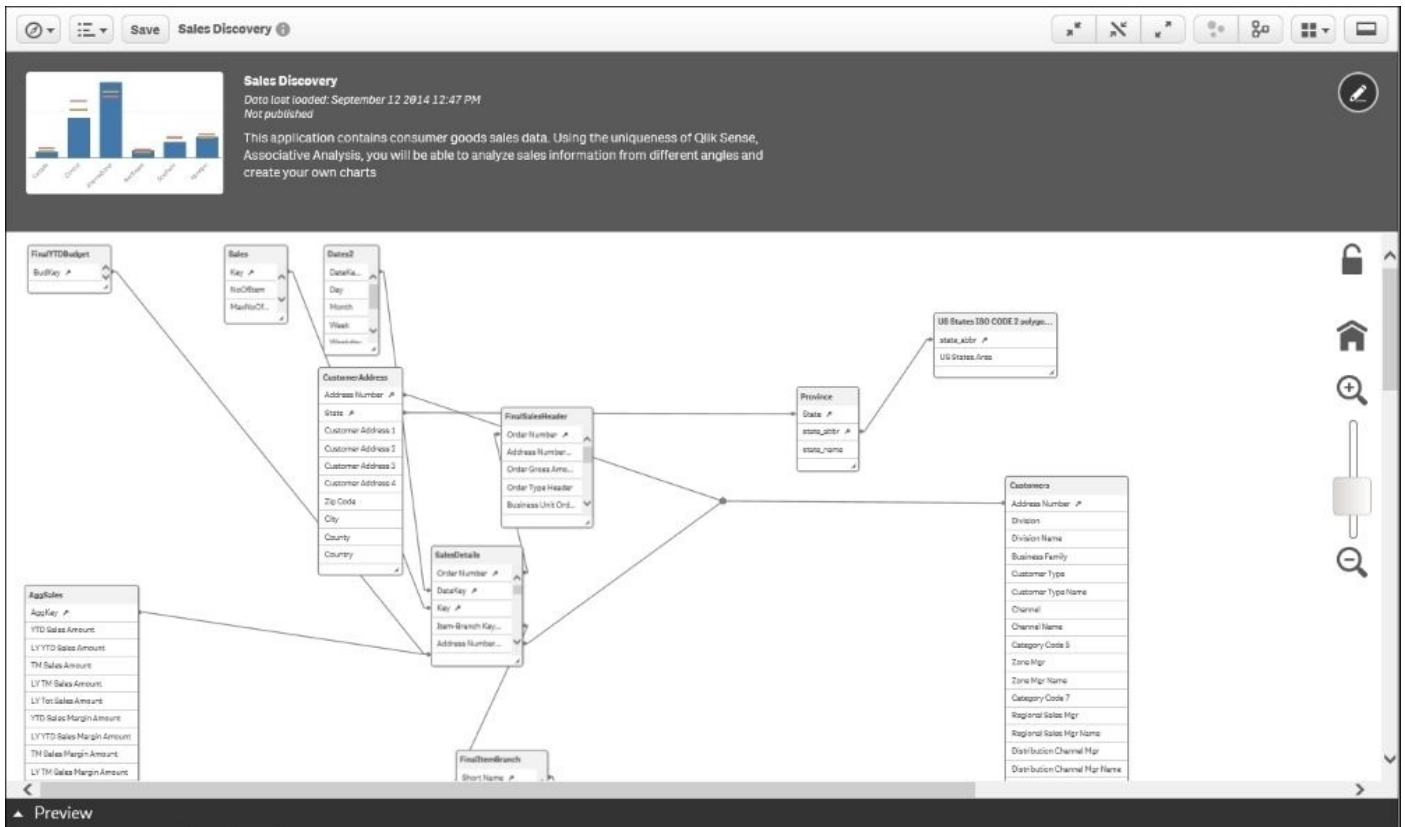 Save
Sales Discovery
Sales Discovery
Data last loaded: September 12 2014 12:47 PM
Not published
This application contains consumer goods sales data. Using the uniqueness of Qlik Sense,
Associative Analysis, you will be able to analyze sales information from different angles and
create your own charts
FinalYTDBudget
BudKey
Sales
Key
NoOfItem
MaxNoOf...
Dates2
DateKe...
Day
Month
Week
CustomerAddress
Address Number
State
Customer Address 1
Customer Address 2
Customer Address 3
Customer Address 4
Zip Code
City
County
Country
FinalSalesHeader
Order Number
Address Number...
Order Gross Amo...
Order Type Header
Business Unit Ord...
SalesDetails
Order Number
DateKey
Key
Item-Branch Key...
Address Number...
Province
State
state_abbr
state_name
US States ISO CODE 2 polygo...
state_abbr
US States.Area
Customers
Address Number
Division
Division Name
Business Family
Customer Type
Customer Type Name
Channel
Channel Name
Category Code 5
Zone Mgr
Zone Mgr Name
Category Code 7
Regional Sales Mgr
Regional Sales Mgr Name
Distribution Channel Mgr
Distribution Channel Mgr Name
AggSales
AggKey
YTD Sales Amount
LY YTD Sales Amount
TM Sales Amount
LY TM Sales Amount
LY Tot Sales Amount
YTD Sales Margin Amount
LY YTD Sales Margin Amount
TM Sales Margin Amount
LY TM Sales Margin Amount
FinalItemBranch
Short Name
Preview